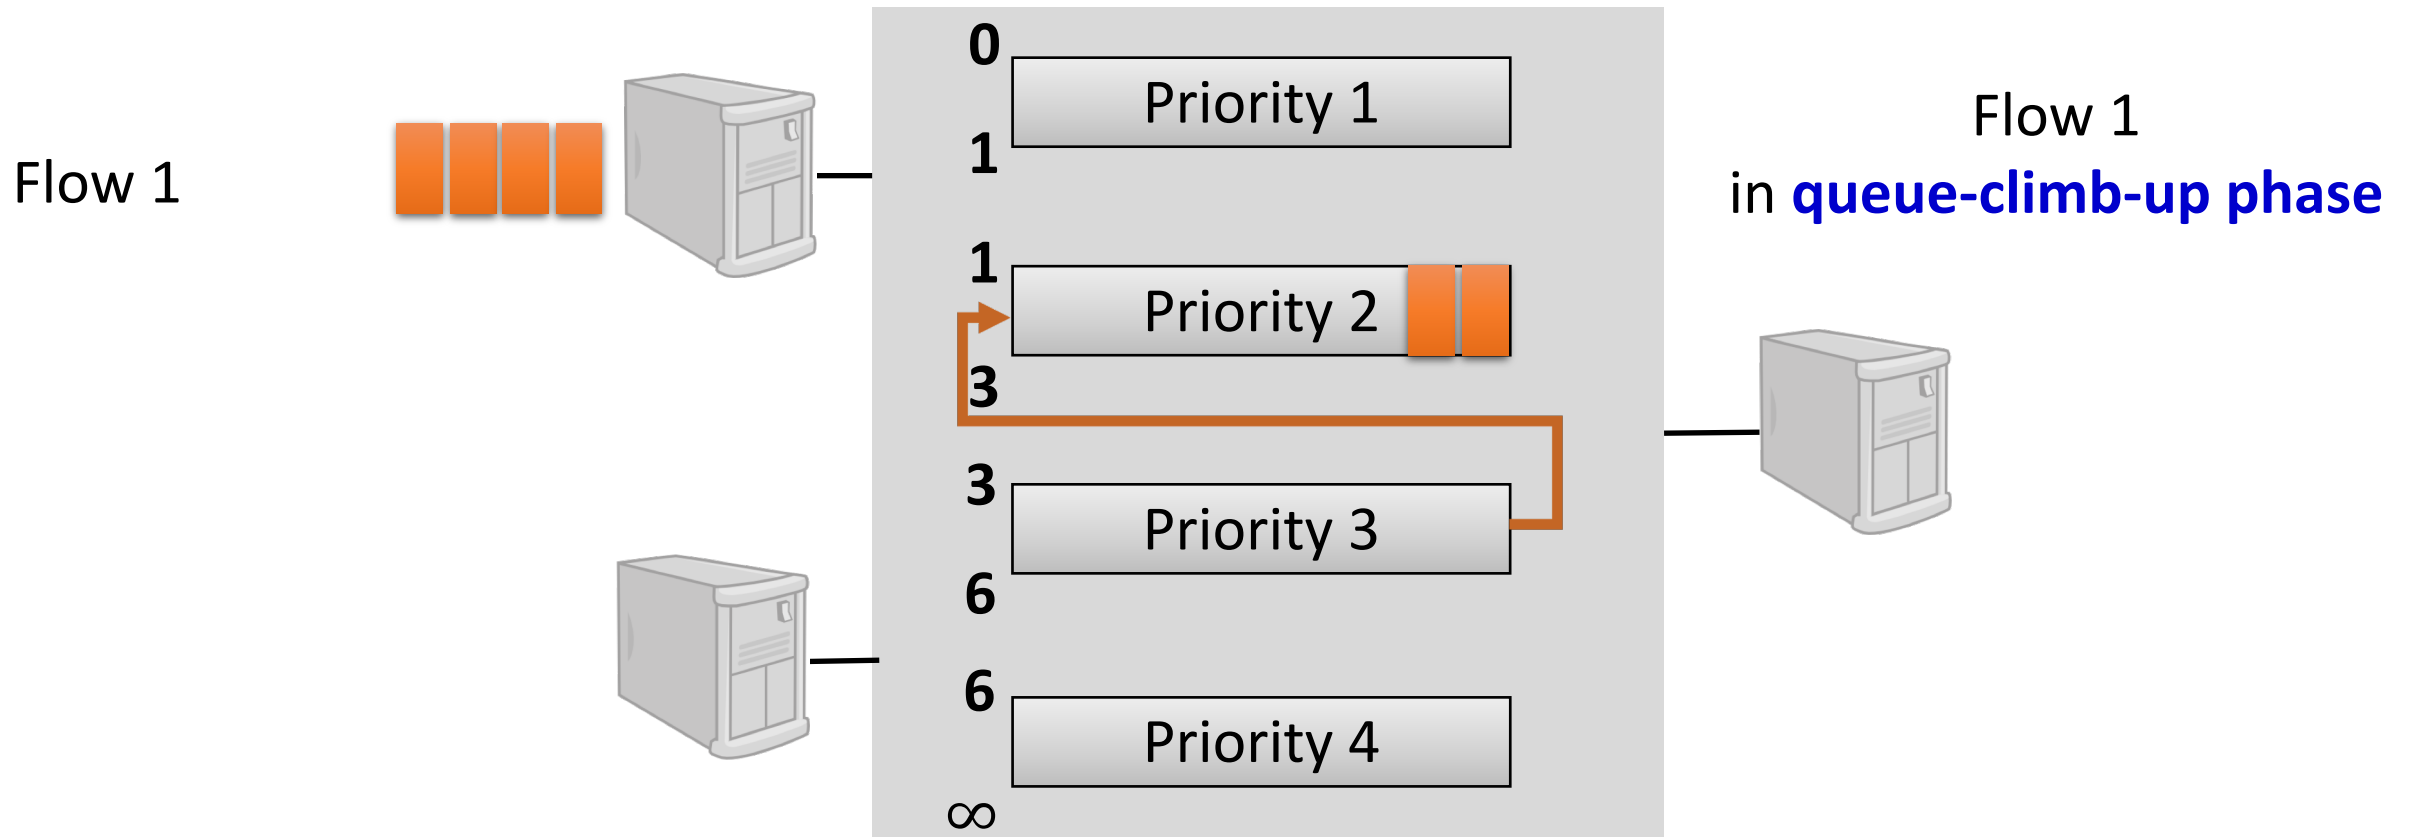 Flow 1
0
Priority 1
1
1
Priority 2
3
3
Priority 3
6
6
Priority 4
∞
Flow 1
in queue-climb-up phase